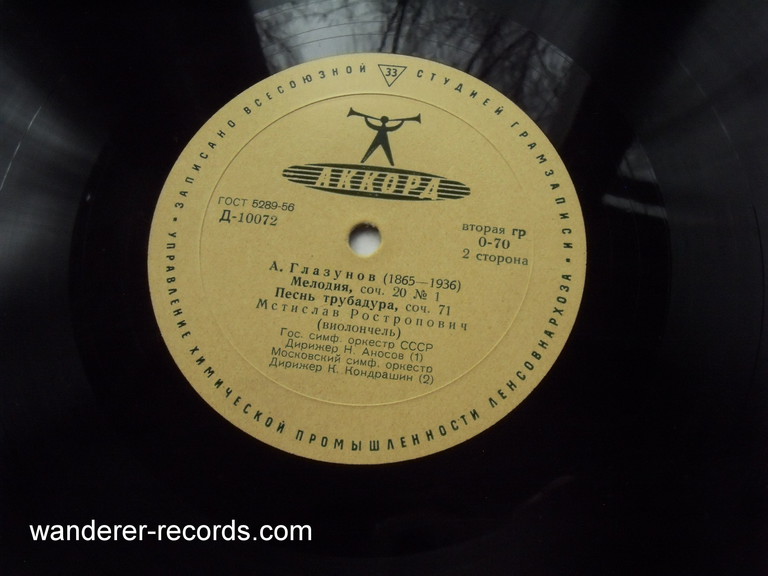 ЗАПИСАНО ВСЕСОЮЗНОЙ 33 СТУДИЕЙ ГРАМЗАПИСИ
АККОРД
ГОСТ 5289-56
Д-10072
вторая гр
0-70
2 сторона
А. Глазунов (1865—1936)
Мелодия, соч. 20 № 1
Песнь трубадура, соч. 71
Мстислав Ростропович
(виолончель)
Гос. симф. оркестр СССР
Дирижер Н. Аносов (1)
Московский симф. оркестр
Дирижер К. Кондрашин (2)
• УПРАВЛЕНИЕ ХИМИЧЕСКОЙ ПРОМЫШЛЕННОСТИ ЛЕНСОВНАРХОЗА •
wanderer-records.com